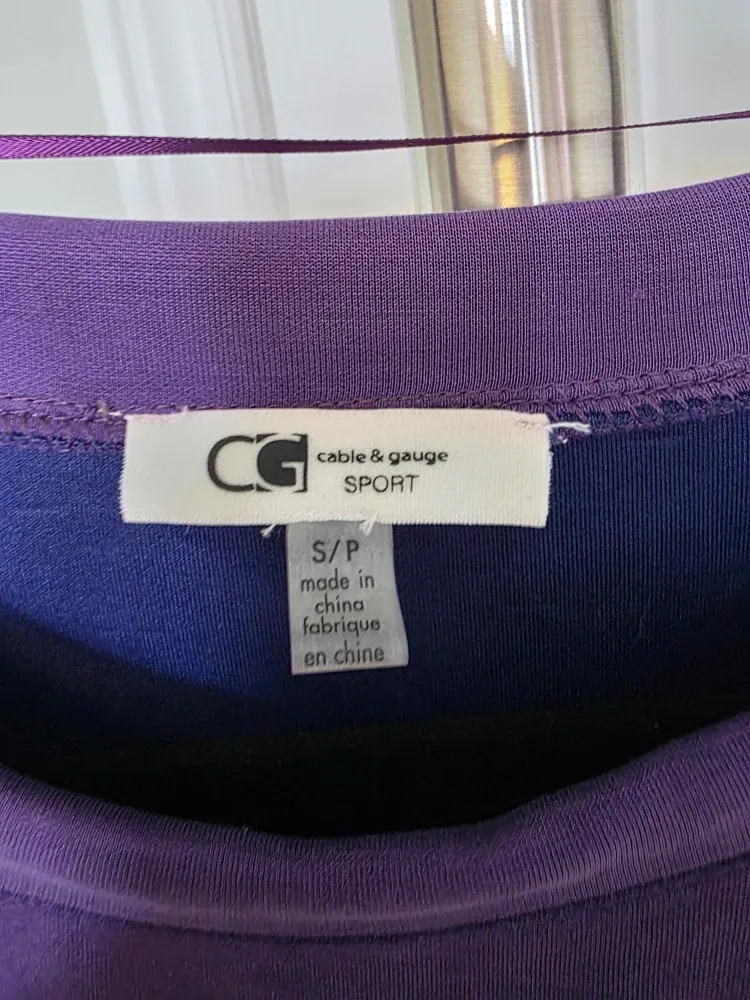 CG cable & gauge
SPORT
S/P
made in
china
fabrique
en chine